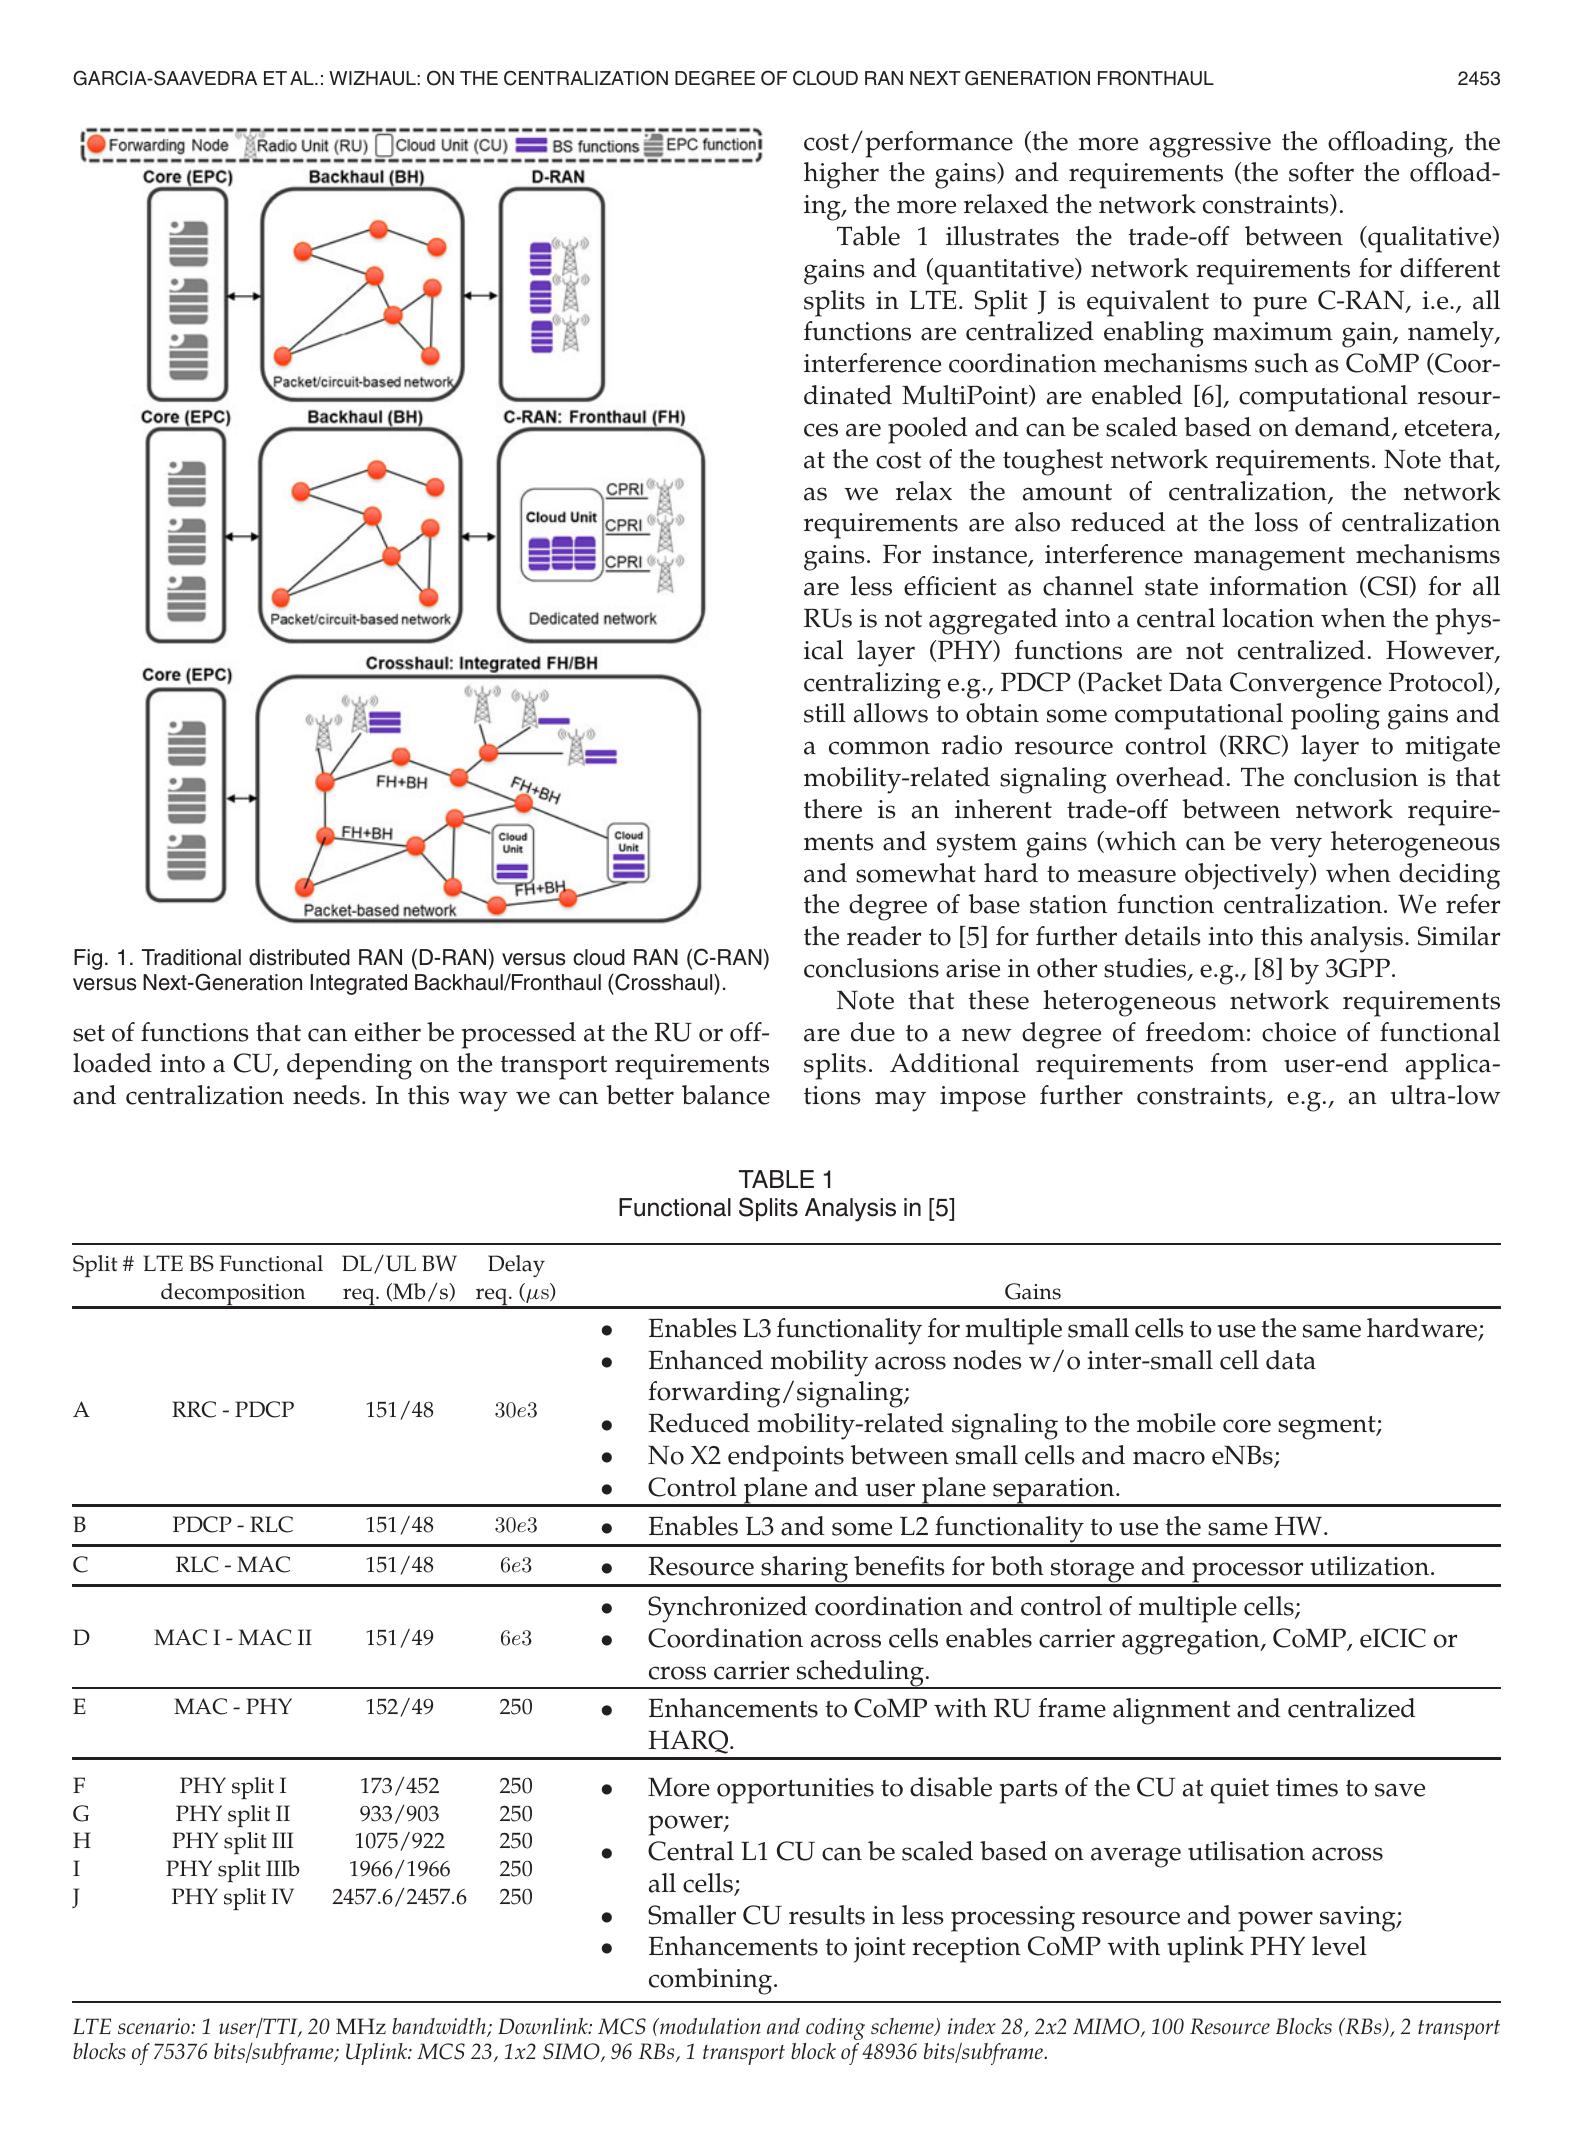 GARCIA-SAAVEDRA ET AL.: WIZHAUL: ON THE CENTRALIZATION DEGREE OF CLOUD RAN NEXT GENERATION FRONTHAUL 2453
Forwarding Node Radio Unit (RU) Cloud Unit (CU) BS functions EPC function
Core (EPC) Backhaul (BH) D-RAN
Packet/circuit-based network
Core (EPC) Backhaul (BH) C-RAN: Fronthaul (FH)
CPRI
Cloud Unit
CPRI
CPRI
Packet/circuit-based network Dedicated network
Crosshaul: Integrated FH/BH
Core (EPC)
FH+BH
FH+BH
FH+BH
Cloud
Unit
Cloud
Unit
FH+BH
Packet-based network
Fig. 1. Traditional distributed RAN (D-RAN) versus cloud RAN (C-RAN)
versus Next-Generation Integrated Backhaul/Fronthaul (Crosshaul).
set of functions that can either be processed at the RU or off-
loaded into a CU, depending on the transport requirements
and centralization needs. In this way we can better balance
cost/performance (the more aggressive the offloading, the
higher the gains) and requirements (the softer the offload-
ing, the more relaxed the network constraints).
Table 1 illustrates the trade-off between (qualitative)
gains and (quantitative) network requirements for different
splits in LTE. Split J is equivalent to pure C-RAN, i.e., all
functions are centralized enabling maximum gain, namely,
interference coordination mechanisms such as CoMP (Coor-
dinated MultiPoint) are enabled [6], computational resour-
ces are pooled and can be scaled based on demand, etcetera,
at the cost of the toughest network requirements. Note that,
as we relax the amount of centralization, the network
requirements are also reduced at the loss of centralization
gains. For instance, interference management mechanisms
are less efficient as channel state information (CSI) for all
RUs is not aggregated into a central location when the phys-
ical layer (PHY) functions are not centralized. However,
centralizing e.g., PDCP (Packet Data Convergence Protocol),
still allows to obtain some computational pooling gains and
a common radio resource control (RRC) layer to mitigate
mobility-related signaling overhead. The conclusion is that
there is an inherent trade-off between network require-
ments and system gains (which can be very heterogeneous
and somewhat hard to measure objectively) when deciding
the degree of base station function centralization. We refer
the reader to [5] for further details into this analysis. Similar
conclusions arise in other studies, e.g., [8] by 3GPP.
Note that these heterogeneous network requirements
are due to a new degree of freedom: choice of functional
splits. Additional requirements from user-end applica-
tions may impose further constraints, e.g., an ultra-low
TABLE 1
Functional Splits Analysis in [5]
Split # LTE BS Functional DL/UL BW Delay
decomposition req. (Mb/s) req. (μs) Gains
• Enables L3 functionality for multiple small cells to use the same hardware;
• Enhanced mobility across nodes w/o inter-small cell data
forwarding/signaling;
A RRC - PDCP 151/48 30e3
• Reduced mobility-related signaling to the mobile core segment;
• No X2 endpoints between small cells and macro eNBs;
• Control plane and user plane separation.
B PDCP - RLC 151/48 30e3 • Enables L3 and some L2 functionality to use the same HW.
C RLC - MAC 151/48 6e3 • Resource sharing benefits for both storage and processor utilization.
• Synchronized coordination and control of multiple cells;
D MAC I - MAC II 151/49 6e3 • Coordination across cells enables carrier aggregation, CoMP, eICIC or
cross carrier scheduling.
E MAC - PHY 152/49 250 • Enhancements to CoMP with RU frame alignment and centralized
HARQ.
F PHY split I 173/452 250 • More opportunities to disable parts of the CU at quiet times to save
G PHY split II 933/903 250 power;
H PHY split III 1075/922 250 • Central L1 CU can be scaled based on average utilisation across
I PHY split IIIb 1966/1966 250 all cells;
J PHY split IV 2457.6/2457.6 250
• Smaller CU results in less processing resource and power saving;
• Enhancements to joint reception CoMP with uplink PHY level
combining.
LTE scenario: 1 user/TTI, 20 MHz bandwidth; Downlink: MCS (modulation and coding scheme) index 28, 2x2 MIMO, 100 Resource Blocks (RBs), 2 transport
blocks of 75376 bits/subframe; Uplink: MCS 23, 1x2 SIMO, 96 RBs, 1 transport block of 48936 bits/subframe.